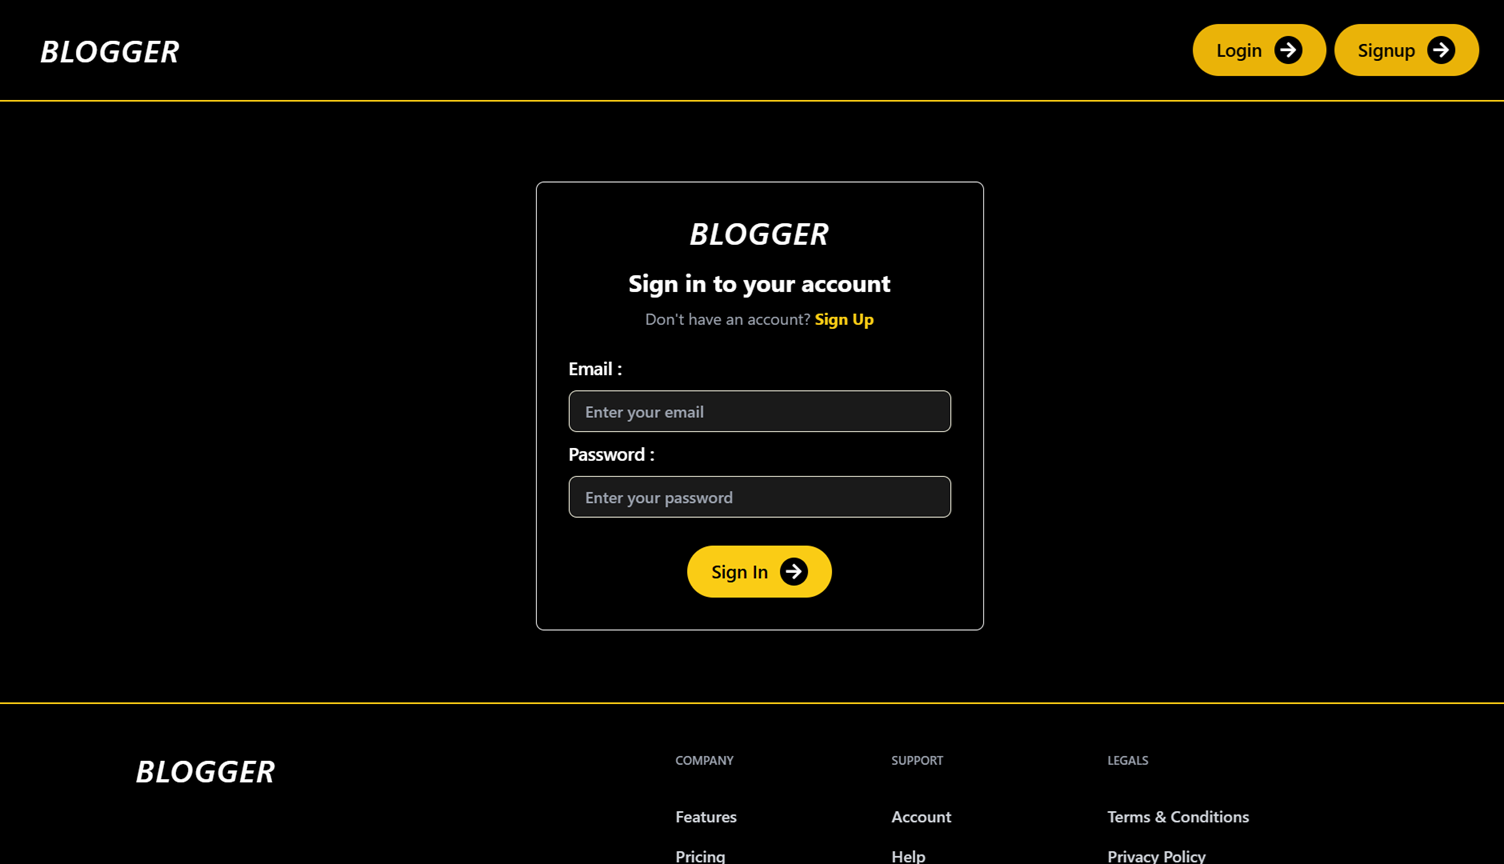 BLOGGER
Login
Signup
BLOGGER
Sign in to your account
Don't have an account? Sign Up
Email :
Enter your email
Password :
Enter your password
Sign In
BLOGGER
COMPANY
SUPPORT
LEGALS
Features
Account
Terms & Conditions
Pricing
Help
Privacy Policy